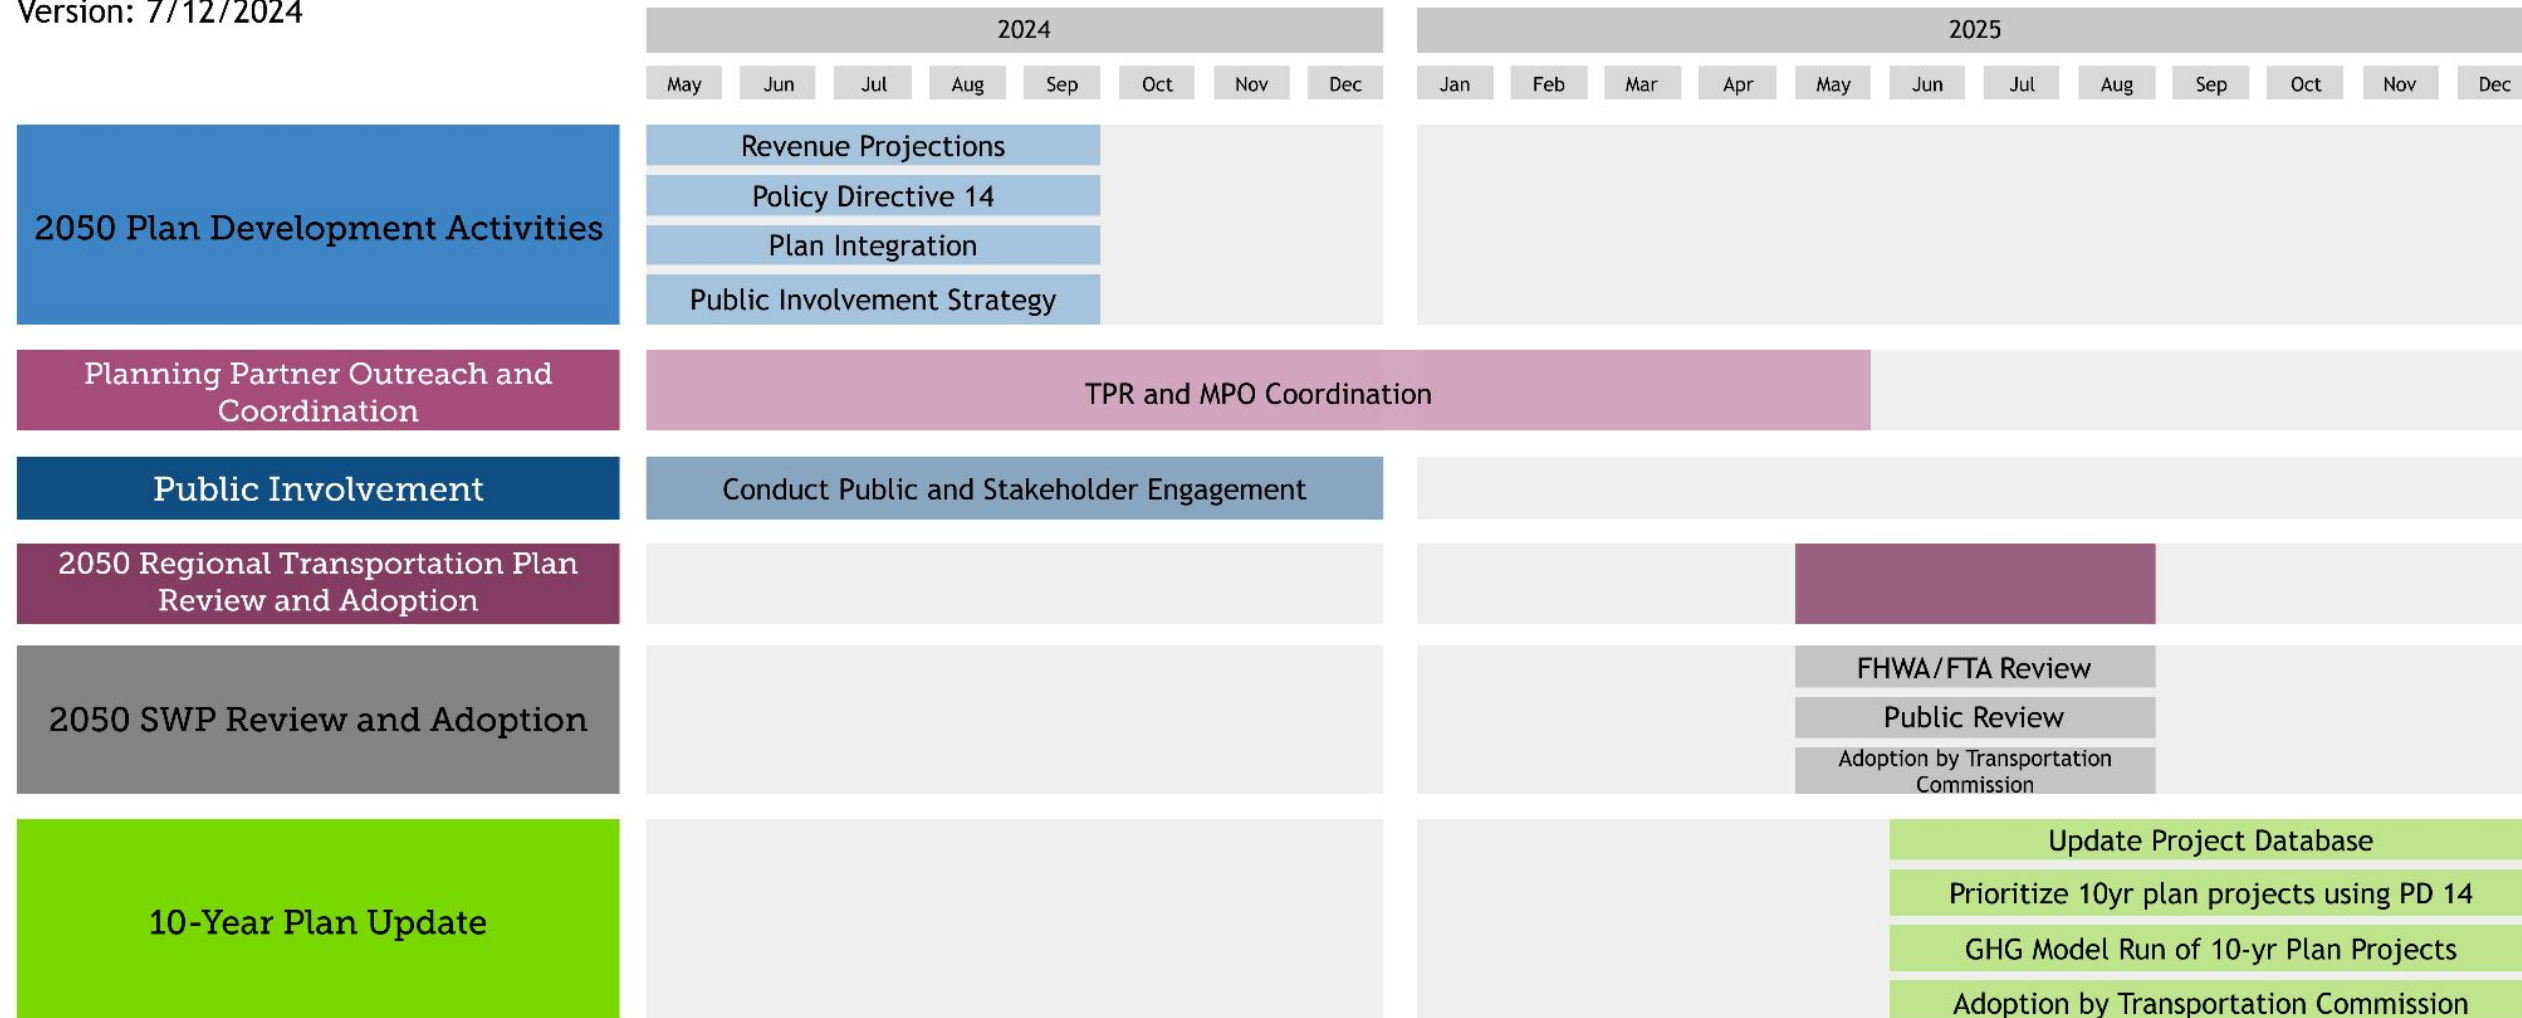 Version: 7/12/2024
2024
2025
May Jun Jul Aug Sep Oct Nov Dec Jan Feb Mar Apr May Jun Jul Aug Sep Oct Nov Dec
2050 Plan Development Activities
Revenue Projections
Policy Directive 14
Plan Integration
Public Involvement Strategy
Planning Partner Outreach and
Coordination
TPR and MPO Coordination
Public Involvement
Conduct Public and Stakeholder Engagement
2050 Regional Transportation Plan
Review and Adoption
2050 SWP Review and Adoption
FHWA/FTA Review
Public Review
Adoption by Transportation
Commission
10-Year Plan Update
Update Project Database
Prioritize 10yr plan projects using PD 14
GHG Model Run of 10-yr Plan Projects
Adoption by Transportation Commission